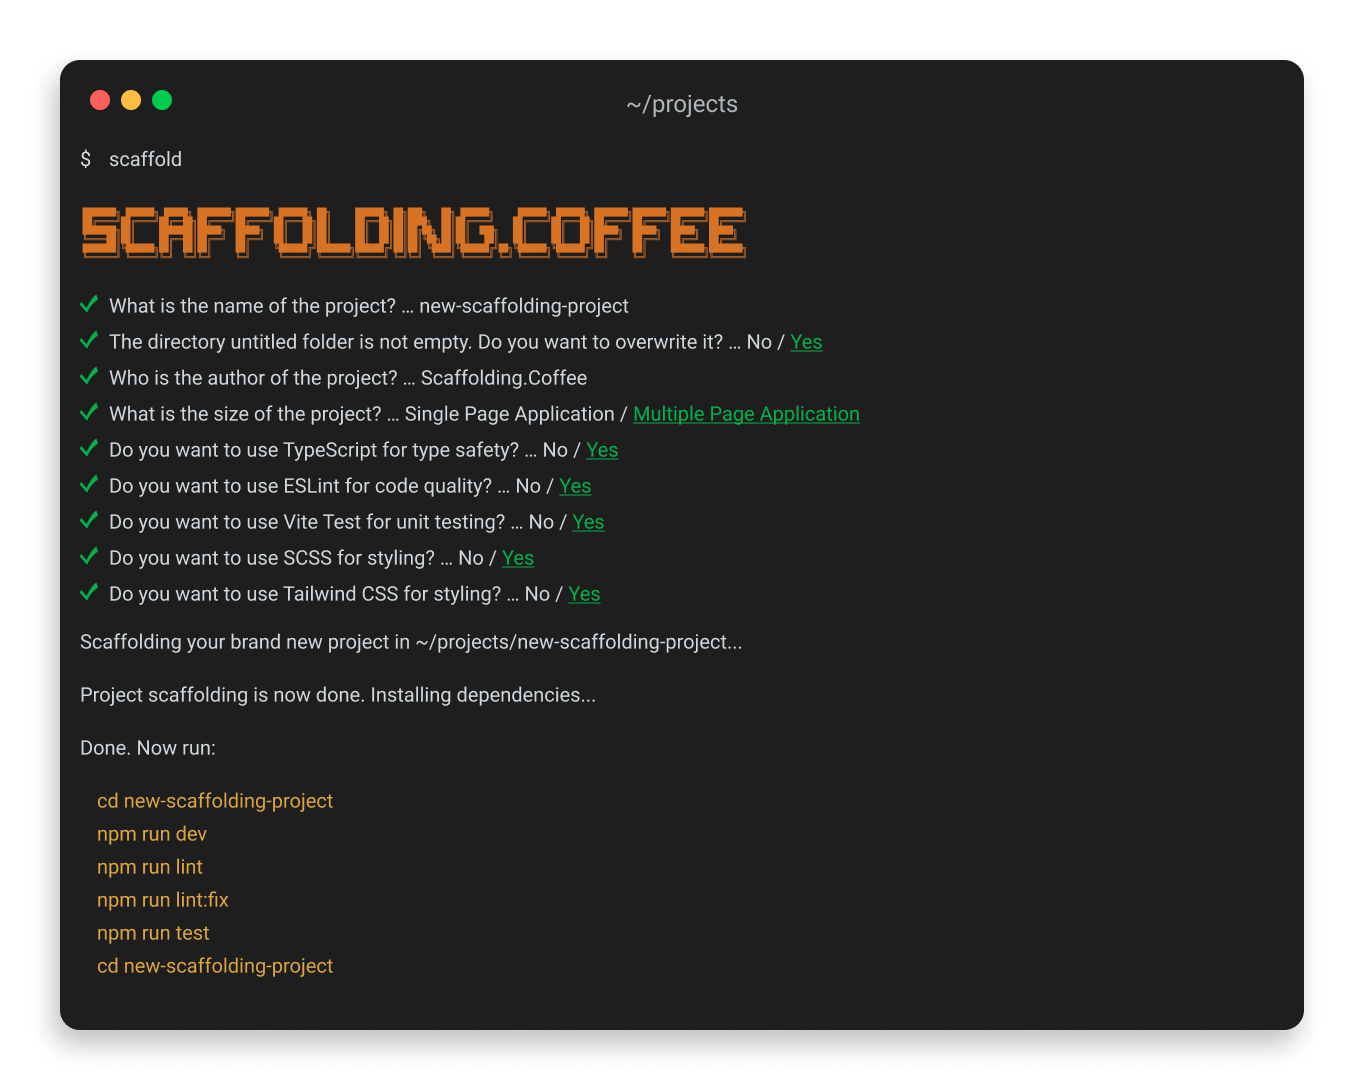 ~/projects
$ scaffold
SCAFFOLDING.COFFEE
✓ What is the name of the project? … new-scaffolding-project
✓ The directory untitled folder is not empty. Do you want to overwrite it? … No / Yes
✓ Who is the author of the project? … Scaffolding.Coffee
✓ What is the size of the project? … Single Page Application / Multiple Page Application
✓ Do you want to use TypeScript for type safety? … No / Yes
✓ Do you want to use ESLint for code quality? … No / Yes
✓ Do you want to use Vite Test for unit testing? … No / Yes
✓ Do you want to use SCSS for styling? … No / Yes
✓ Do you want to use Tailwind CSS for styling? … No / Yes
Scaffolding your brand new project in ~/projects/new-scaffolding-project...
Project scaffolding is now done. Installing dependencies...
Done. Now run:
cd new-scaffolding-project
npm run dev
npm run lint
npm run lint:fix
npm run test
cd new-scaffolding-project